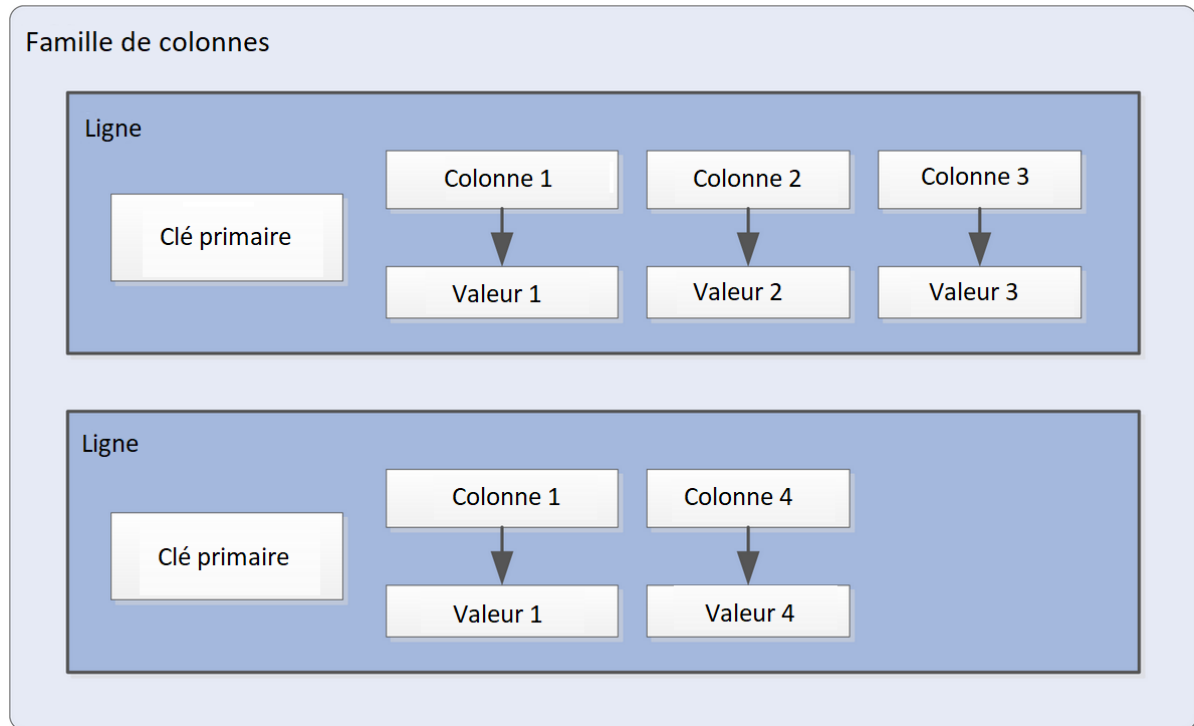 Famille de colonnes
Ligne
Colonne 1
Colonne 2
Colonne 3
Clé primaire
Valeur 1
Valeur 2
Valeur 3
Ligne
Colonne 1
Colonne 4
Clé primaire
Valeur 1
Valeur 4